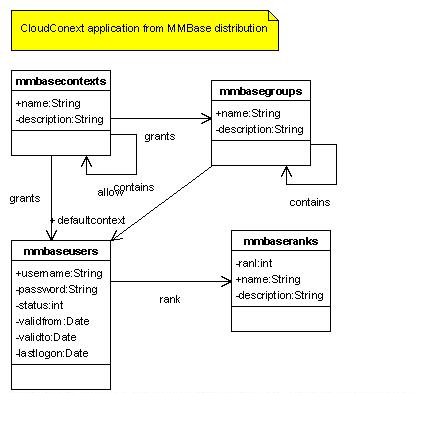 CloudConext application from MMBase distribution
mmbasecontexts
+name:String
-description:String
mmbasegroups
+name:String
-description:String
grants
allow
contains
contains
grants
+ defaultcontext
mmbaseusers
+username:String
-password:String
-status:int
-validfrom:Date
-validto:Date
-lastlogon:Date
mmbaseranks
-ranl:int
+name:String
-description:String
rank